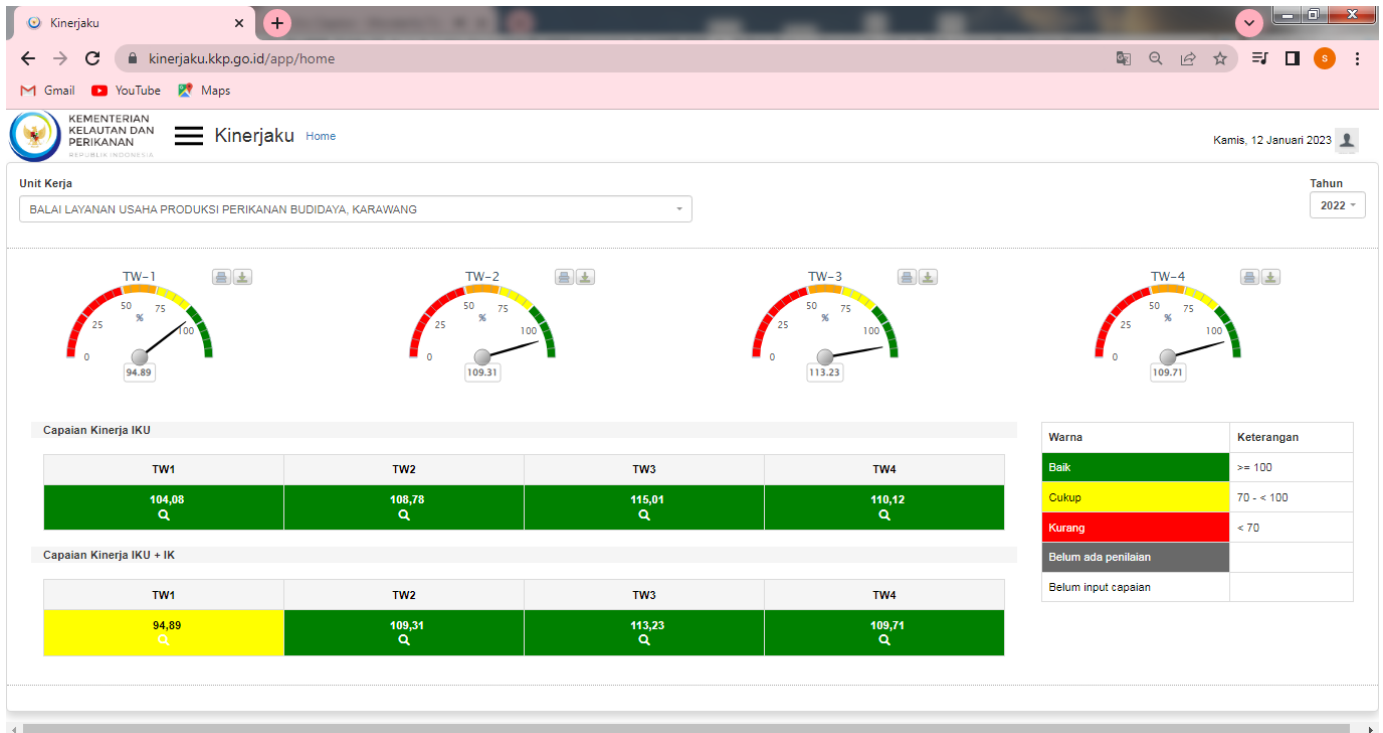 Kinerjaku
kinerjaku.kkp.go.id/app/home
S
Gmail YouTube Maps
KEMENTERIAN
KELAUTAN DAN
PERIKANAN
REPUBLIK INDONESIA
Kinerjaku Home
Kamis, 12 Januari 2023
Unit Kerja
Tahun
BALAI LAYANAN USAHA PRODUKSI PERIKANAN BUDIDAYA, KARAWANG
2022
TW-1
0 25 50 75 100
%
94.89
TW-2
0 25 50 75 100
%
109.31
TW-3
0 25 50 75 100
%
113.23
TW-4
0 25 50 75 100
%
109.71
Capaian Kinerja IKU
TW1 TW2 TW3 TW4
104,08 108,78 115,01 110,12
Capaian Kinerja IKU + IK
TW1 TW2 TW3 TW4
94,89 109,31 113,23 109,71
Warna Keterangan
Baik >= 100
Cukup 70 - < 100
Kurang < 70
Belum ada penilaian
Belum input capaian